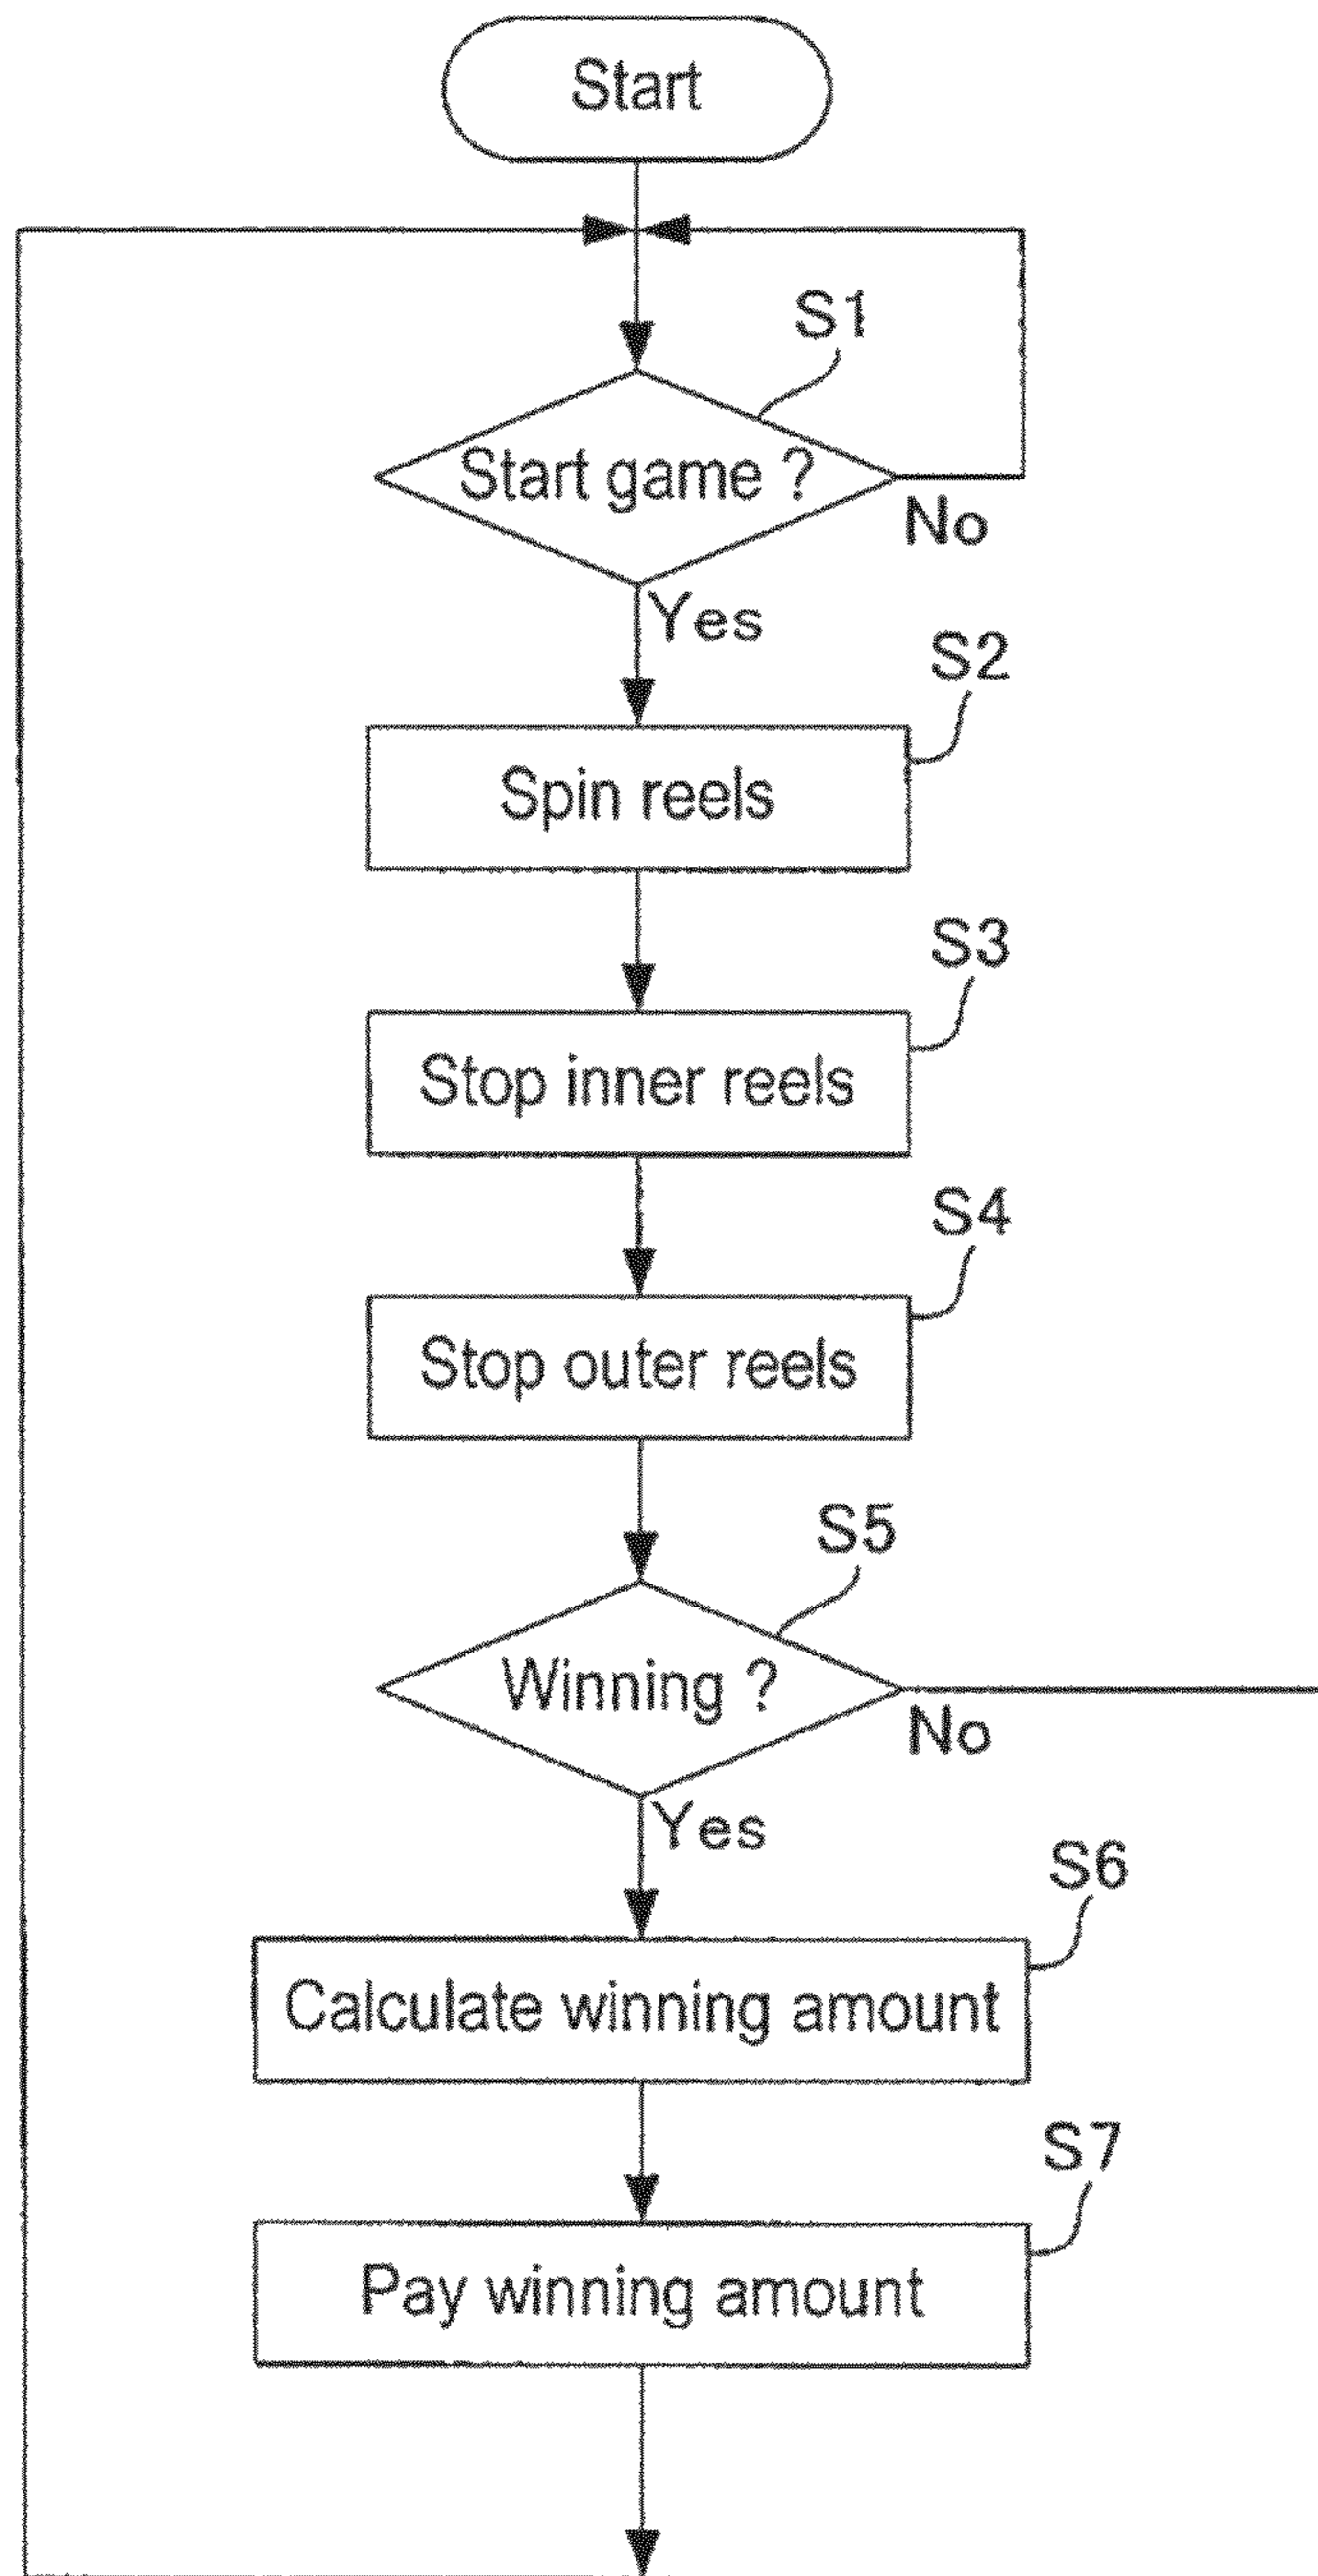 Start
S1
Start game ?
No
Yes
S2
Spin reels
S3
Stop inner reels
S4
Stop outer reels
S5
Winning ?
No
Yes
S6
Calculate winning amount
S7
Pay winning amount